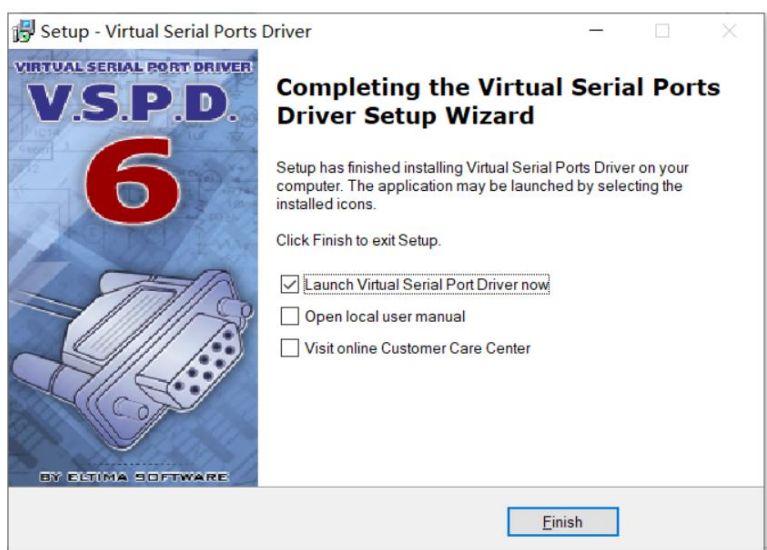 Setup - Virtual Serial Ports Driver
VIRTUAL SERIAL PORT DRIVER
V.S.P.D.
6
BY ELTIMA SOFTWARE
Completing the Virtual Serial Ports
Driver Setup Wizard
Setup has finished installing Virtual Serial Ports Driver on your
computer. The application may be launched by selecting the
installed icons.
Click Finish to exit Setup.
Launch Virtual Serial Port Driver now
Open local user manual
Visit online Customer Care Center
Finish